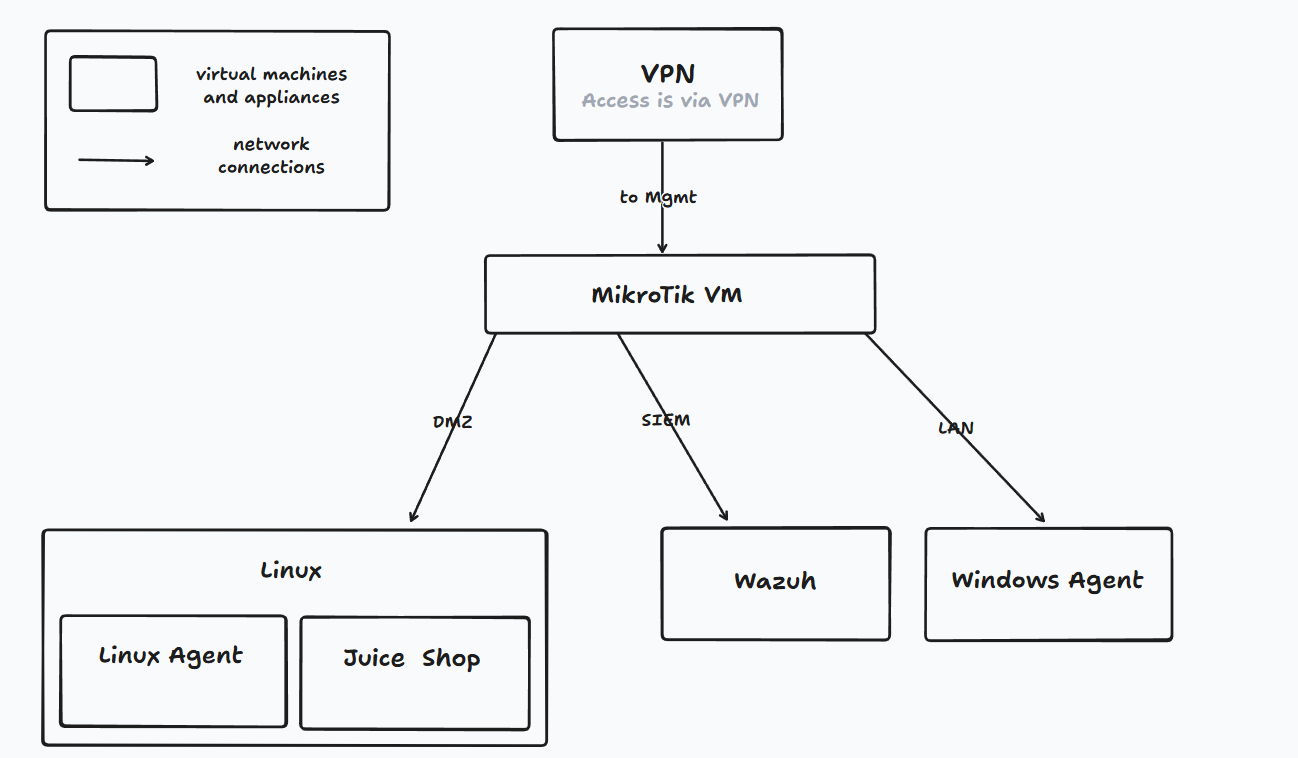 virtual machines
and appliances
network
connections
VPN
Access is via VPN
to Mgmt
MikroTik VM
DMZ
SIEM
LAN
Linux
Linux Agent
Juice Shop
Wazuh
Windows Agent